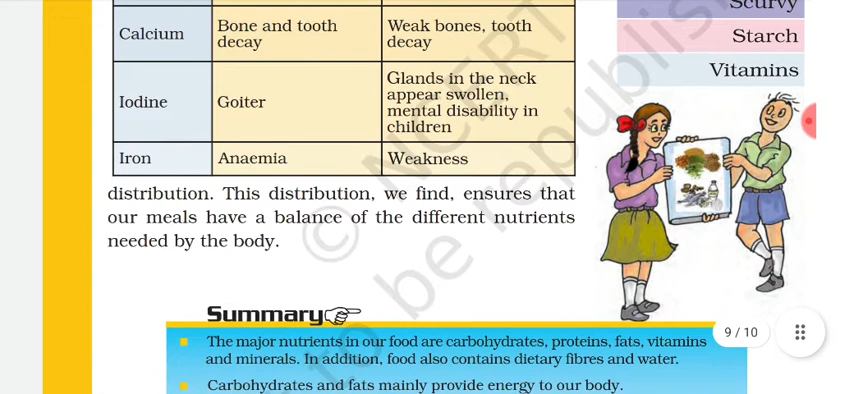 Scurvy
Calcium
Bone and tooth
decay
Weak bones, tooth
decay
Starch
Vitamins
Iodine
Goiter
Glands in the neck
appear swollen,
mental disability in
children
Iron
Anaemia
Weakness
distribution. This distribution, we find, ensures that
our meals have a balance of the different nutrients
needed by the body.
© NCERT
to be republish
Summary
The major nutrients in our food are carbohydrates, proteins, fats, vitamins
and minerals. In addition, food also contains dietary fibres and water.
Carbohydrates and fats mainly provide energy to our body.
9 / 10